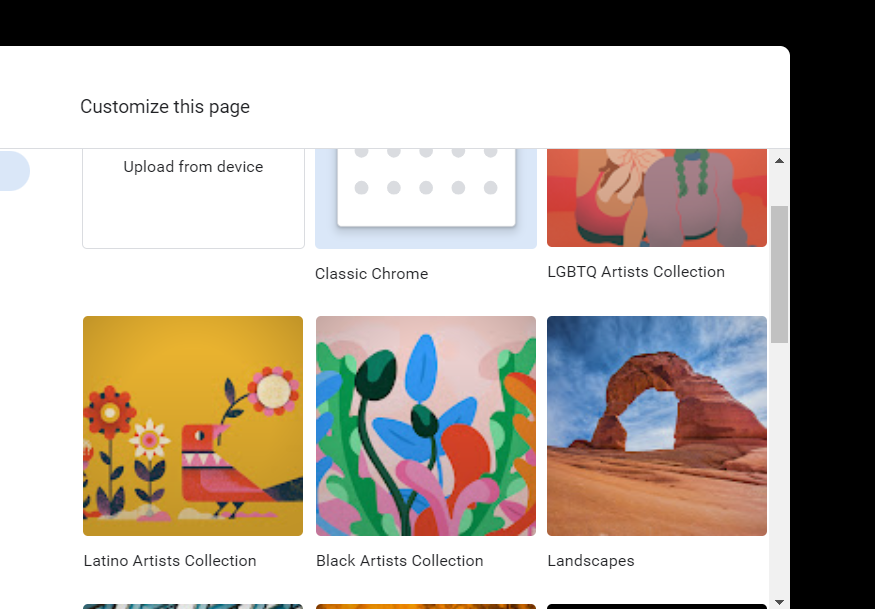 Customize this page
Upload from device
Classic Chrome
LGBTQ Artists Collection
Latino Artists Collection
Black Artists Collection
Landscapes